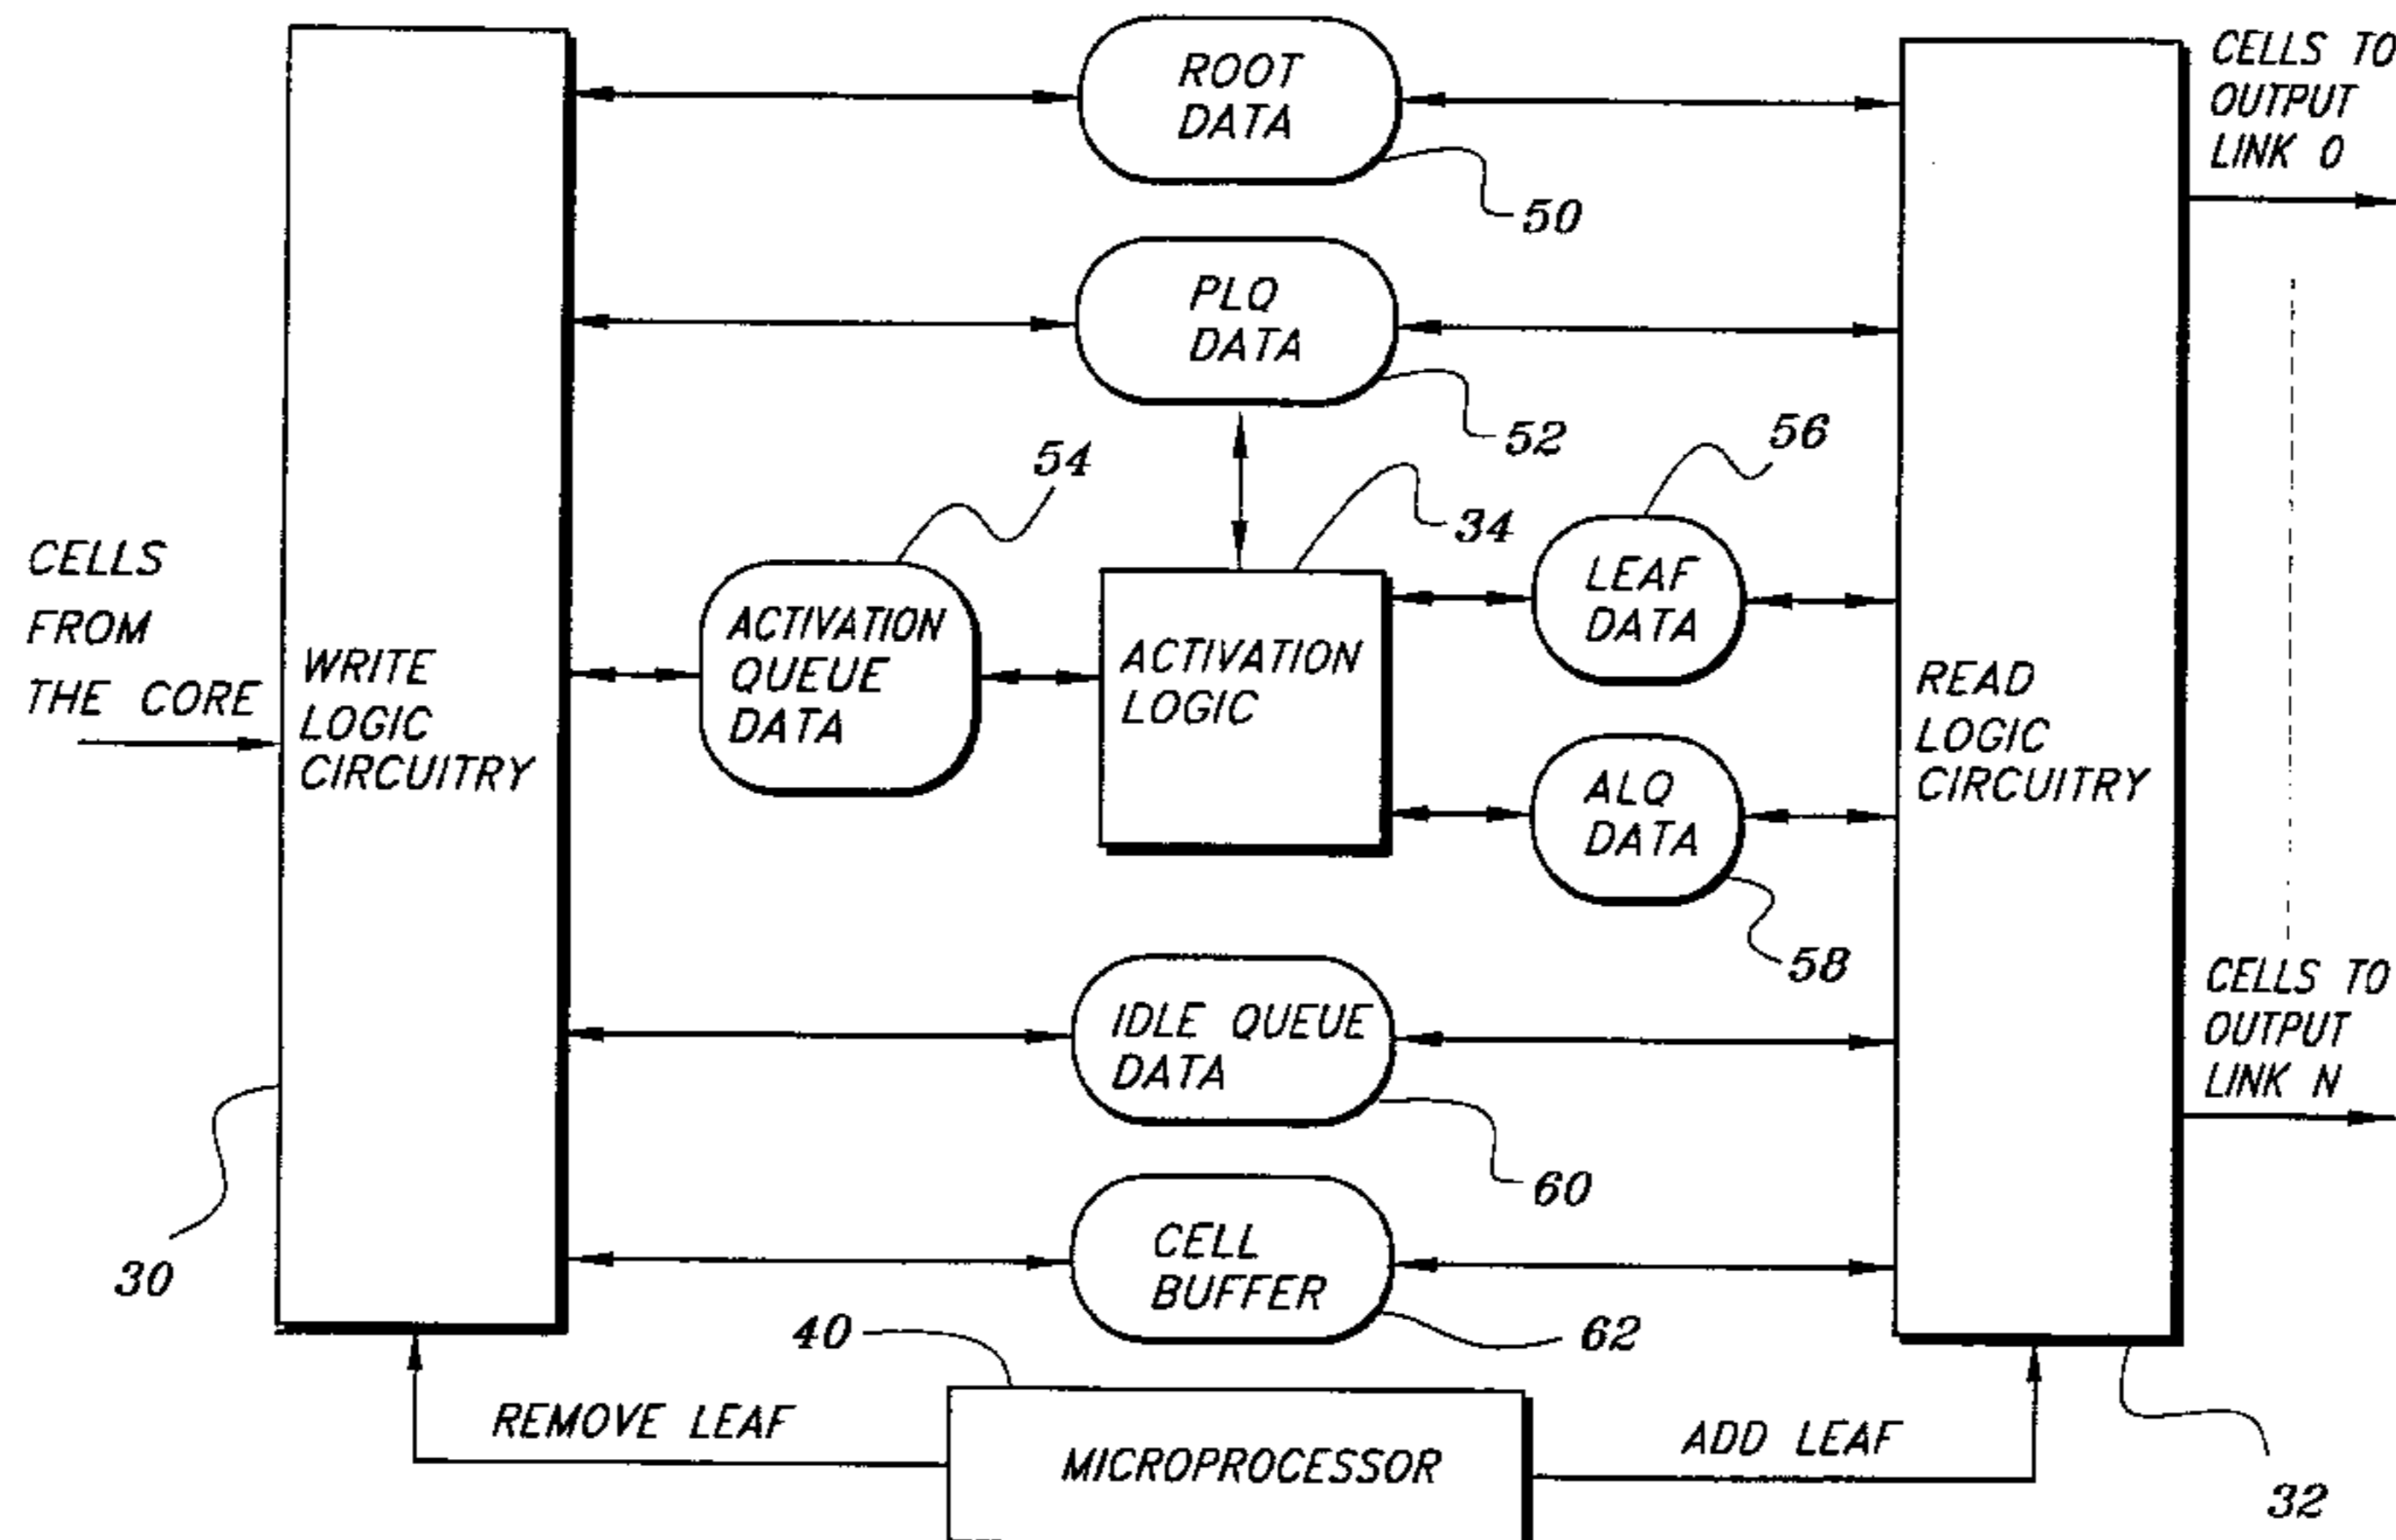 ROOT
DATA
50
CELLS TO
OUTPUT
LINK 0
PLQ
DATA
52
54
56
34
CELLS
FROM
THE CORE
WRITE
LOGIC
CIRCUITRY
ACTIVATION
QUEUE
DATA
ACTIVATION
LOGIC
LEAF
DATA
ALQ
DATA
58
READ
LOGIC
CIRCUITRY
IDLE QUEUE
DATA
60
CELLS TO
OUTPUT
LINK N
CELL
BUFFER
62
30
40
REMOVE LEAF
MICROPROCESSOR
ADD LEAF
32